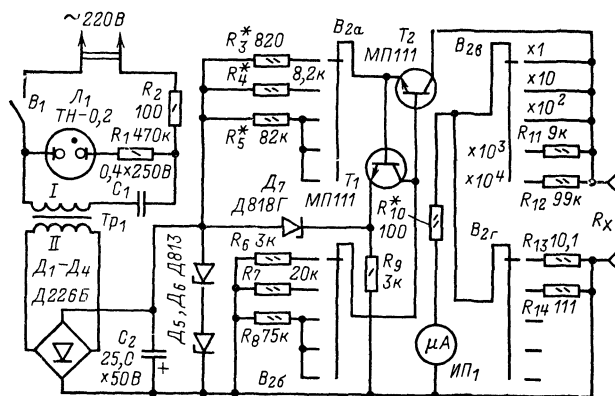 ~220В
В1
Л1
ТН-0,2
R2
100
R1 470к
0,4×250В
C1
I
Тр1
II
Д1-Д4
Д226Б
C2
25,0
×50В
+
Д5, Д6 Д813
R3* 820
R4* 8,2к
R5* 82к
В2а
Т2
МП111
Т1
МП111
Д7
Д818Г
R6 3к
R7 20к
R8 75к
В2б
R9
3к
R10*
100
μА
ИП1
В2в
×1
×10
×10²
×10³
×10⁴
R11 9к
R12 99к
Rх
В2г
R13 10,1
R14 111